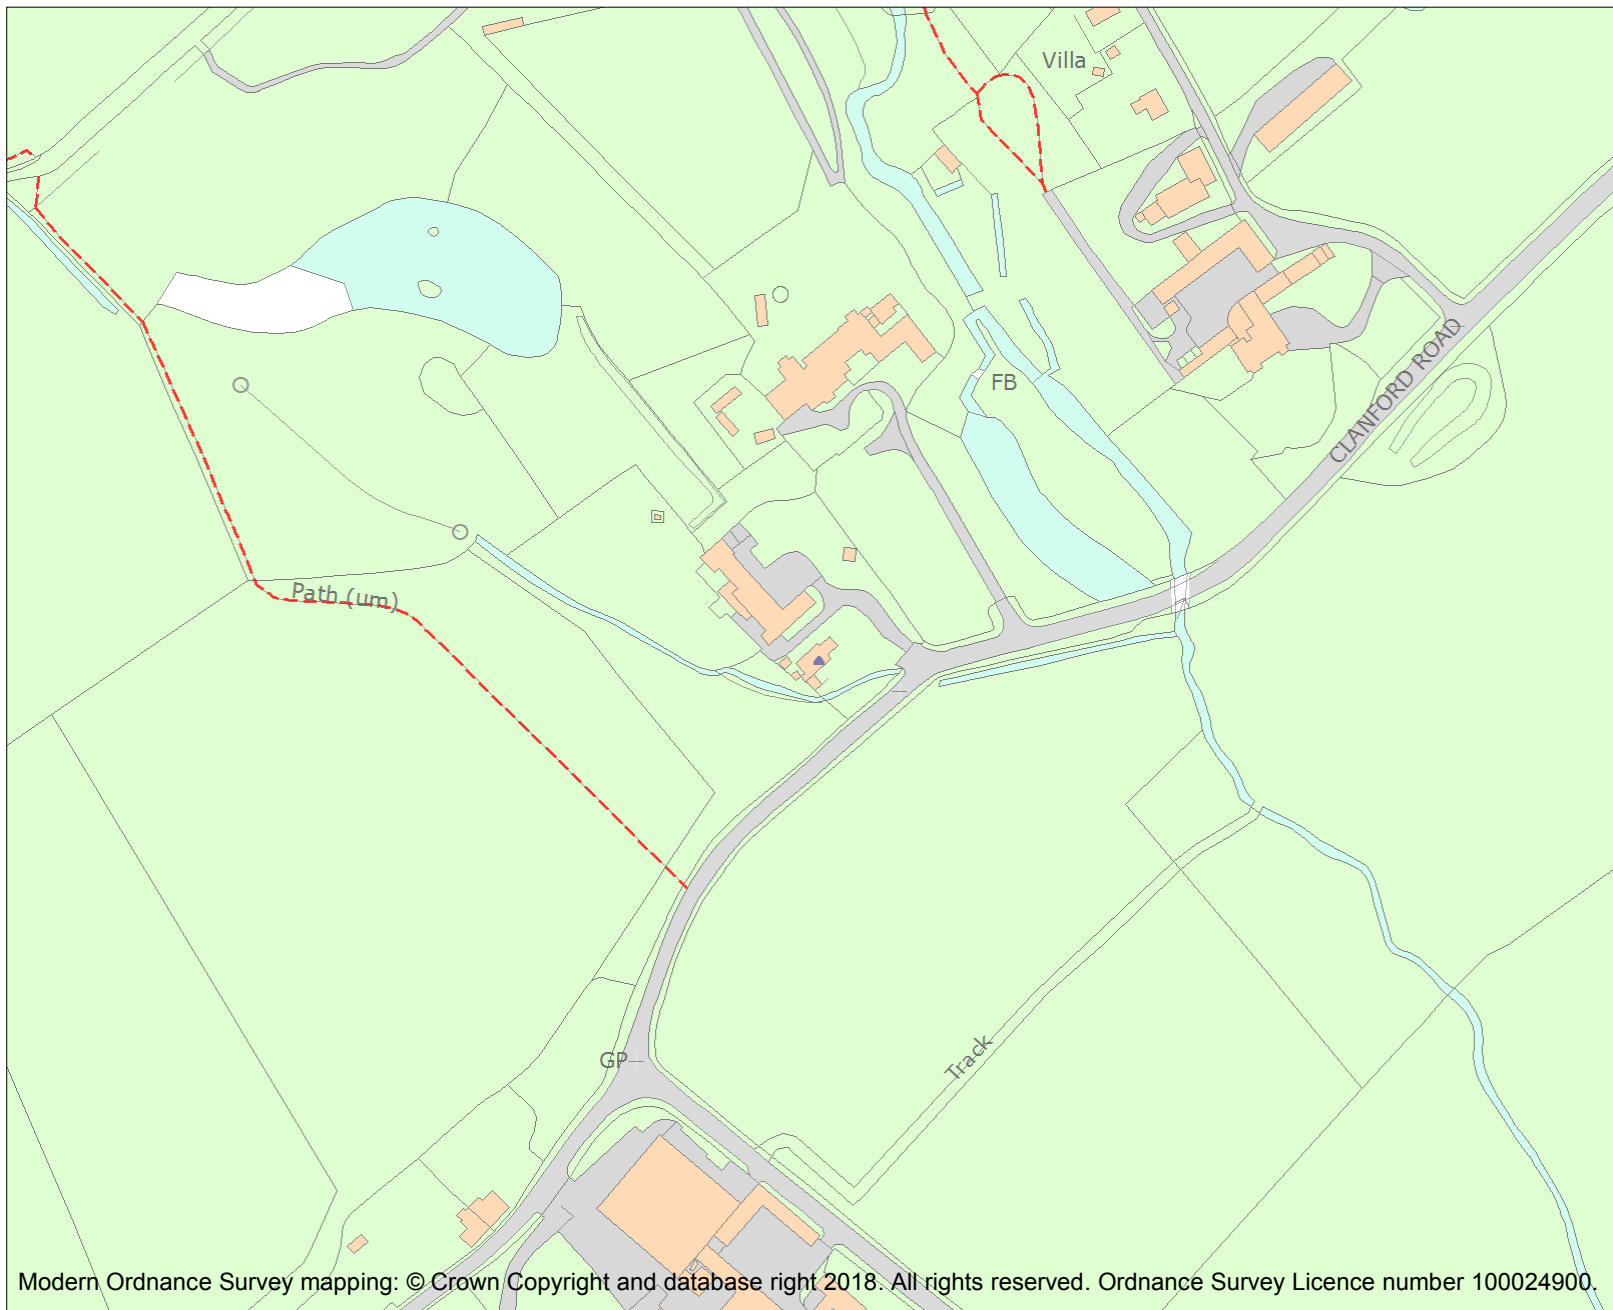 Villa
CLANFORD ROAD
FB
Path (um)
Track
GP
Modern Ordnance Survey mapping: © Crown Copyright and database right 2018. All rights reserved. Ordnance Survey Licence number 100024900.